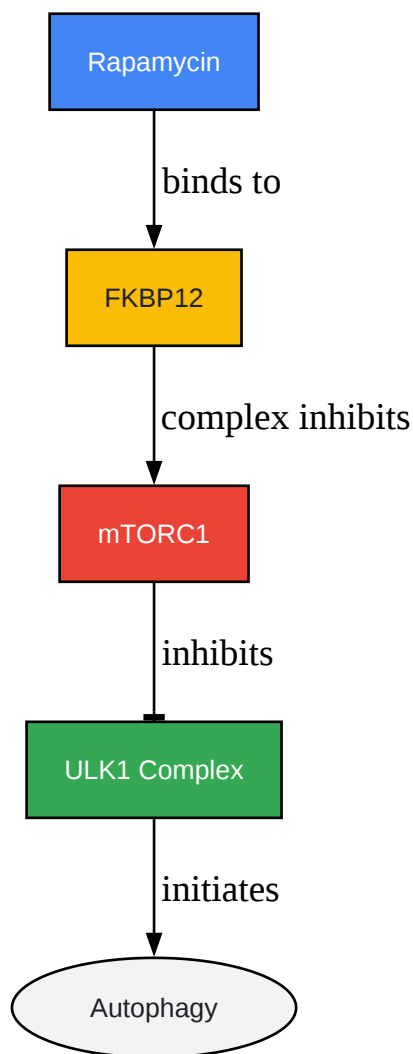 Rapamycin
binds to
FKBP12
complex inhibits
mTORC1
inhibits
ULK1 Complex
initiates
Autophagy